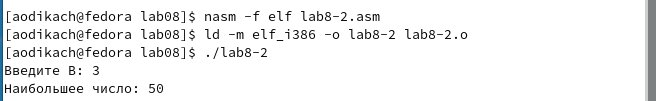 [aodikach@fedora lab08]$ nasm -f elf lab8-2.asm
[aodikach@fedora lab08]$ ld -m elf_i386 -o lab8-2 lab8-2.o
[aodikach@fedora lab08]$ ./lab8-2
Введите B: 3
Наибольшее число: 50